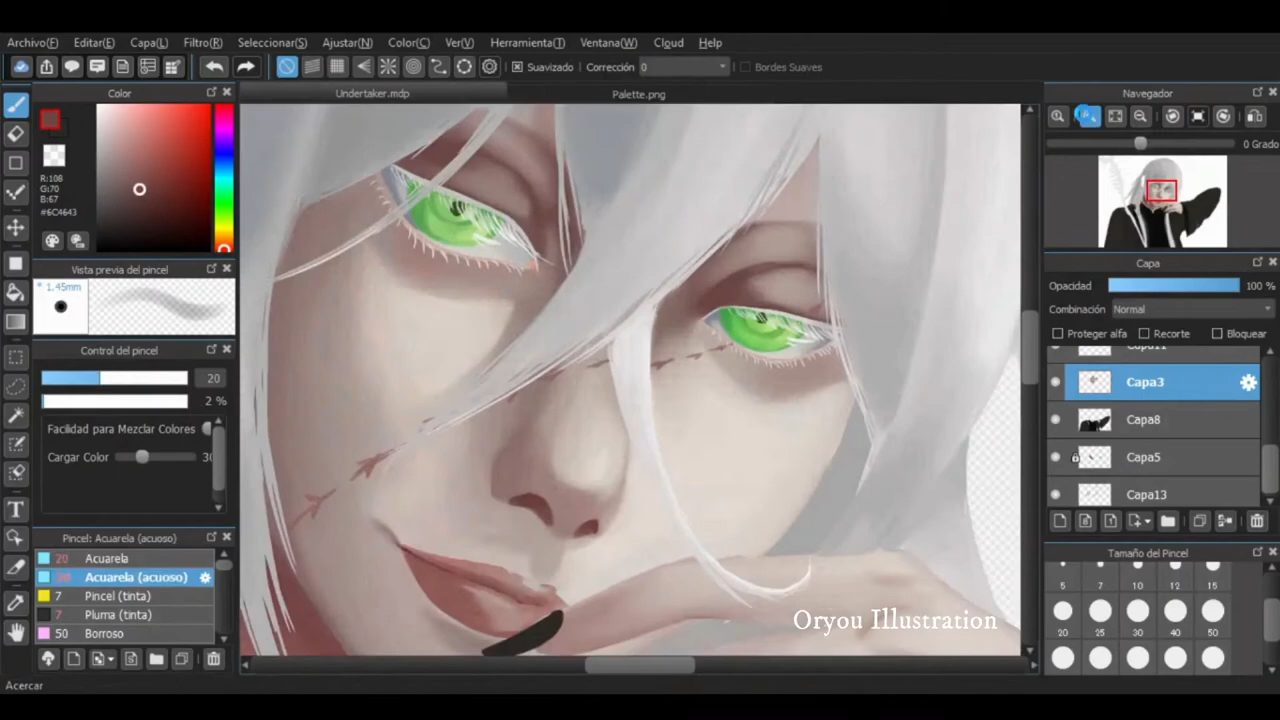 Archivo(F) Editar(E) Capa(L) Filtro(R) Seleccionar(S) Ajustar(N) Color(C) Ver(V) Herramienta(T) Ventana(W) Cloud Help
Suavizado Corrección 0 Bordes Suaves
Color
R:108
G:70
B:67
#6C4643
Vista previa del pincel
* 1.45mm
Control del pincel
20
2 %
Facilidad para Mezclar Colores
Cargar Color 30
Pincel: Acuarela (acuoso)
20 Acuarela
Acuarela (acuoso)
7 Pincel (tinta)
7 Pluma (tinta)
50 Borroso
Acercar
Undertaker.mdp Palette.png
Oryou Illustration
Navegador
0 Grado
Capa
Opacidad 100 %
Combinación Normal
Proteger alfa Recorte Bloquear
Capa3
Capa8
Capa5
Capa13
Tamaño del Pincel
5 7 10 12 15
20 25 30 40 50